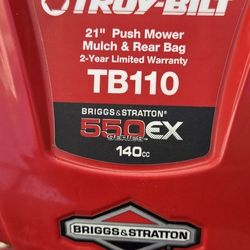 TROY-BILT
21" Push Mower
Mulch & Rear Bag
2-Year Limited Warranty
TB110
BRIGGS & STRATTON®
550EX
140cc
BRIGGS & STRATTON